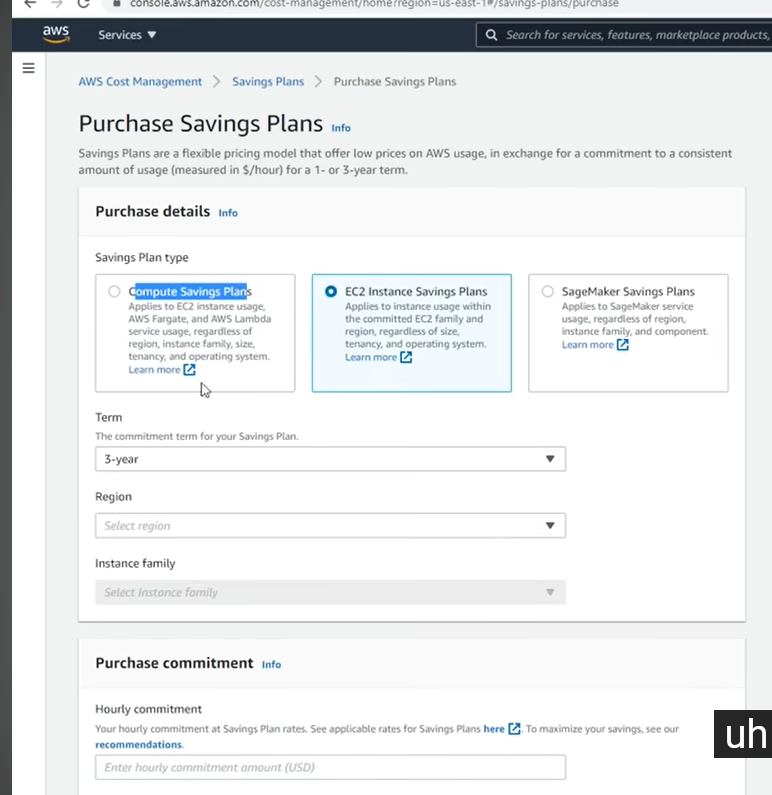 console.aws.amazon.com/cost-management/home?region=us-east-1#/savings-plans/purchase
aws Services Search for services, features, marketplace products,
AWS Cost Management Savings Plans Purchase Savings Plans
Purchase Savings Plans Info
Savings Plans are a flexible pricing model that offer low prices on AWS usage, in exchange for a commitment to a consistent
amount of usage (measured in $/hour) for a 1- or 3-year term.
Purchase details Info
Savings Plan type
Compute Savings Plans
Applies to EC2 instance usage,
AWS Fargate, and AWS Lambda
service usage, regardless of
region, instance family, size,
tenancy, and operating system.
Learn more
EC2 Instance Savings Plans
Applies to instance usage within
the committed EC2 family and
region, regardless of size,
tenancy, and operating system.
Learn more
SageMaker Savings Plans
Applies to SageMaker service
usage, regardless of region,
instance family, and component.
Learn more
Term
The commitment term for your Savings Plan.
3-year
Region
Select region
Instance family
Select Instance family
Purchase commitment Info
Hourly commitment
Your hourly commitment at Savings Plan rates. See applicable rates for Savings Plans here. To maximize your savings, see our
recommendations.
Enter hourly commitment amount (USD)
uh